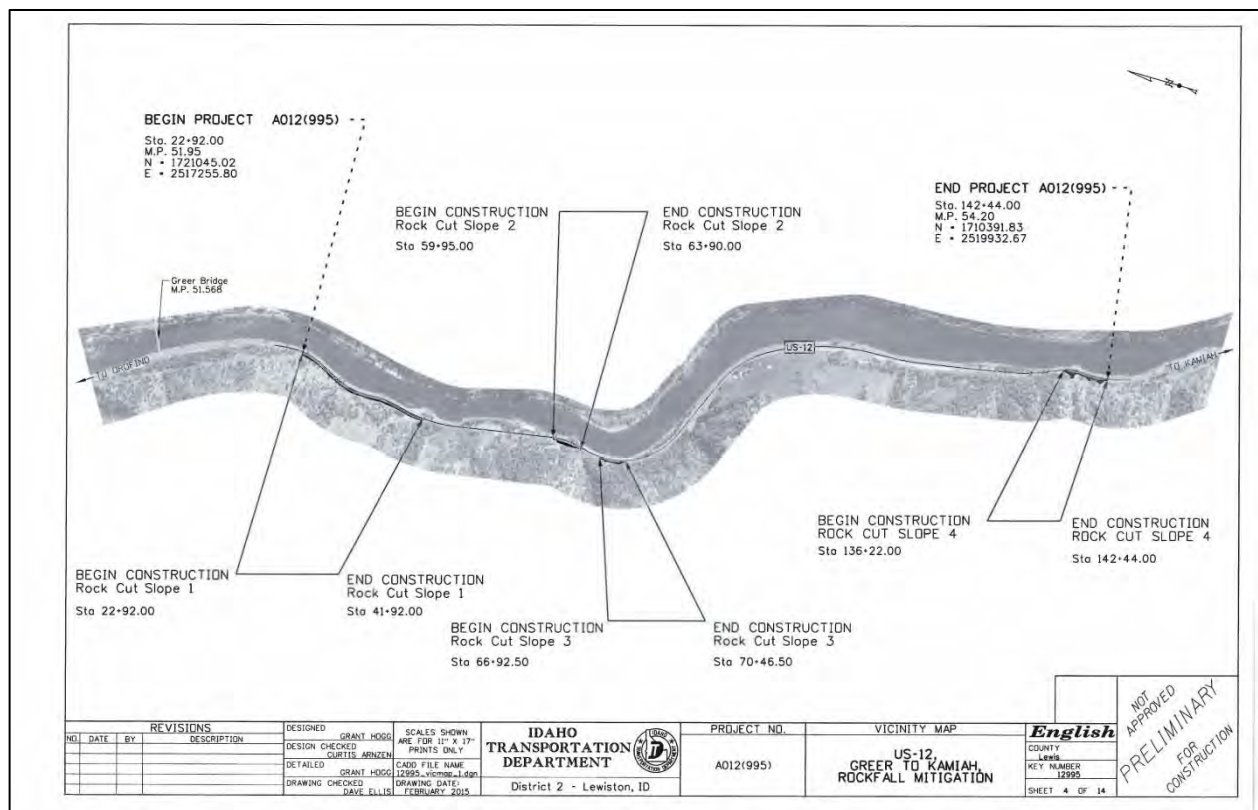 BEGIN PROJECT A012(995)
Sta. 22+92.00
M.P. 51.95
N = 1721045.02
E = 2517255.80
END PROJECT A012(995)
Sta. 142+44.00
M.P. 54.20
N = 1710391.83
E = 2519932.67
BEGIN CONSTRUCTION
Rock Cut Slope 2
Sta 59+95.00
END CONSTRUCTION
Rock Cut Slope 2
Sta 63+90.00
Greer Bridge
M.P. 51.568
TO OROFINO
US-12
TO KAMIAH
BEGIN CONSTRUCTION
Rock Cut Slope 1
Sta 22+92.00
END CONSTRUCTION
Rock Cut Slope 1
Sta 41+92.00
BEGIN CONSTRUCTION
Rock Cut Slope 3
Sta 66+92.50
END CONSTRUCTION
Rock Cut Slope 3
Sta 70+46.50
BEGIN CONSTRUCTION
ROCK CUT SLOPE 4
Sta 136+22.00
END CONSTRUCTION
ROCK CUT SLOPE 4
Sta 142+44.00
REVISIONS
NO. DATE BY DESCRIPTION
DESIGNED
GRANT HOGG
DESIGN CHECKED
CURTIS ARNZEN
DETAILED
GRANT HOGG
DRAWING CHECKED
DAVE ELLIS
SCALES SHOWN
ARE FOR 11" X 17"
PRINTS ONLY
CADD FILE NAME
12995_vicmap_1.dgn
DRAWING DATE:
FEBRUARY 2015
IDAHO
TRANSPORTATION
DEPARTMENT
District 2 - Lewiston, ID
PROJECT NO.
A012(995)
VICINITY MAP
US-12,
GREER TO KAMIAH,
ROCKFALL MITIGATION
English
COUNTY
Lewis
KEY NUMBER
12995
SHEET 4 OF 14
NOT
APPROVED
PRELIMINARY
FOR
CONSTRUCTION